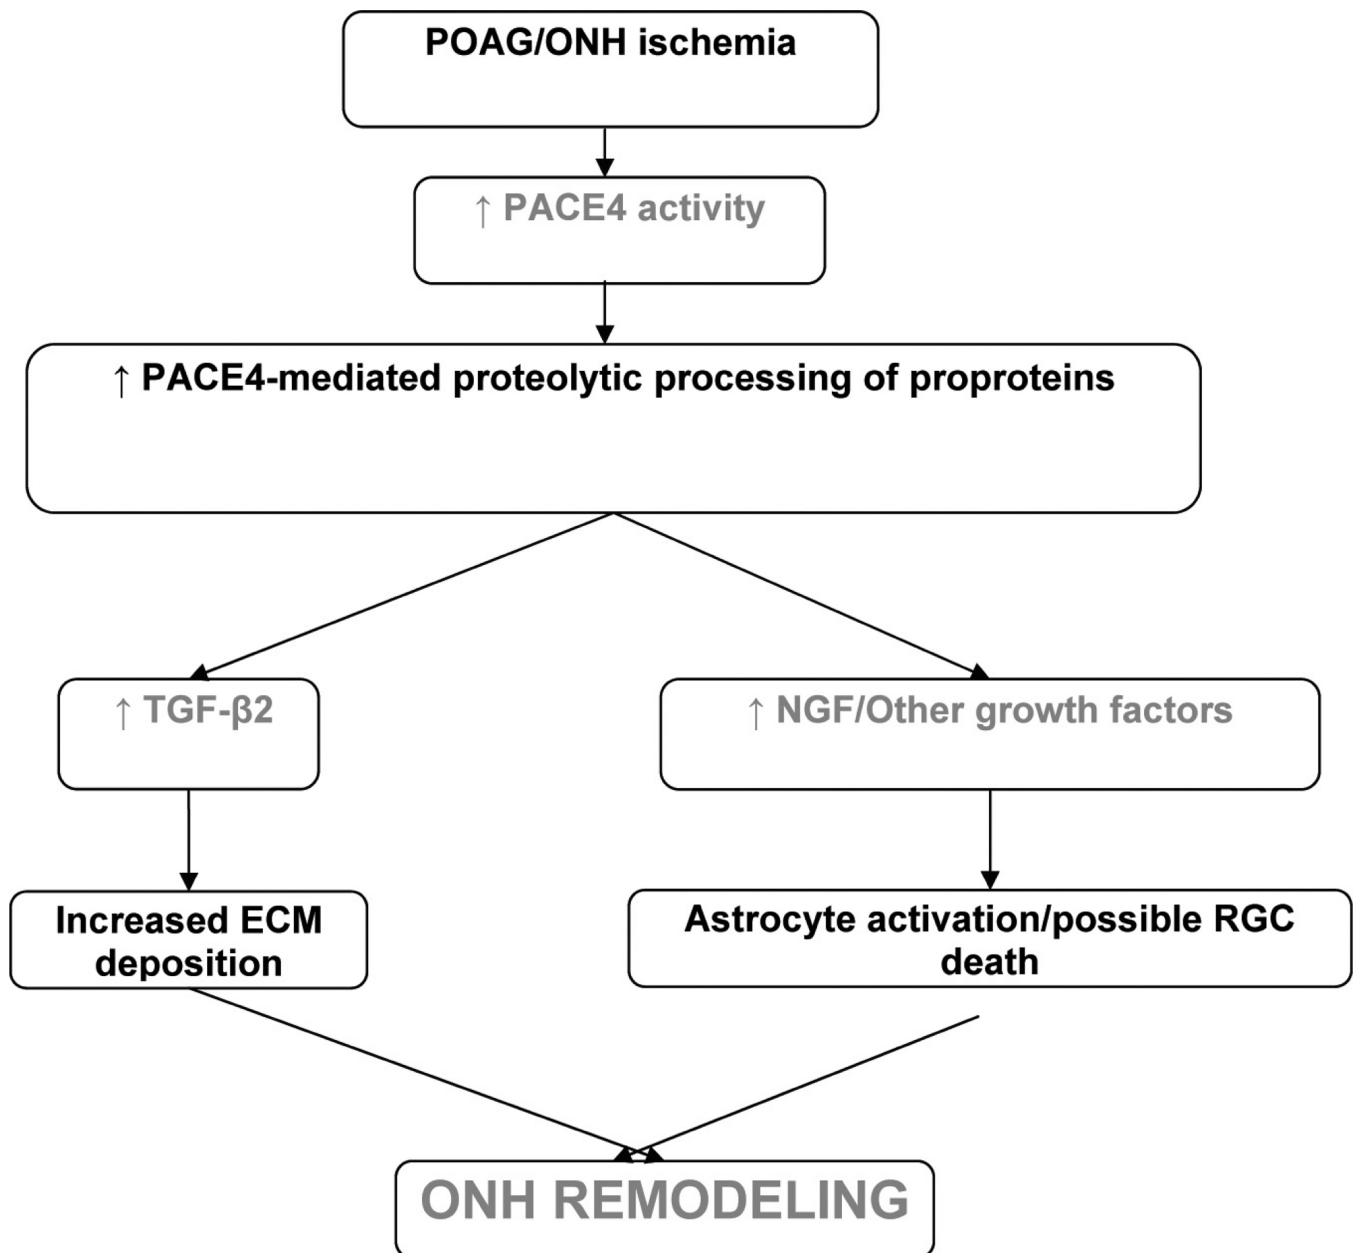 POAG/ONH ischemia
↑ PACE4 activity
↑ PACE4-mediated proteolytic processing of proproteins
↑ TGF-β2
↑ NGF/Other growth factors
Increased ECM
deposition
Astrocyte activation/possible RGC
death
ONH REMODELING